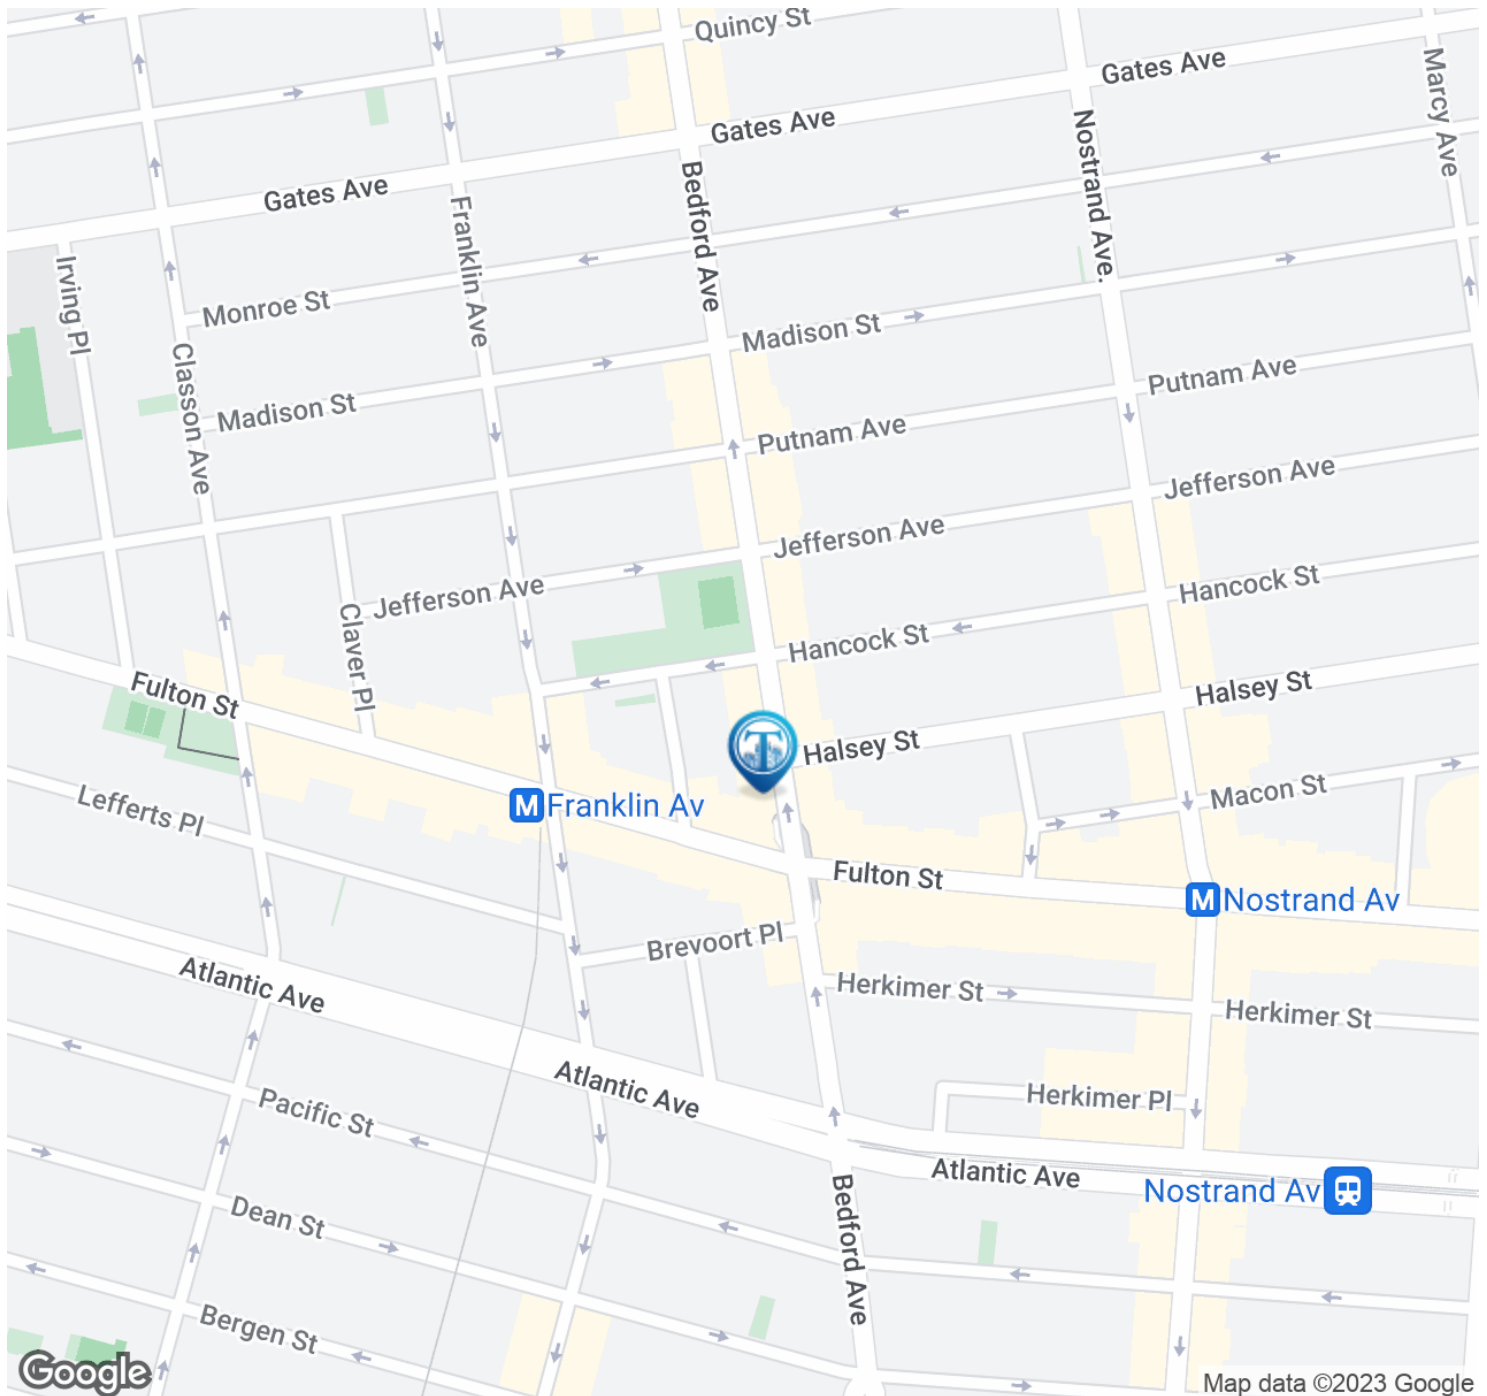 Quincy St
Gates Ave
Marcy Ave
Gates Ave
Nostrand Ave.
Gates Ave
Bedford Ave
Franklin Ave
Irving Pl
Monroe St
Madison St
Classon Ave
Putnam Ave
Madison St
Putnam Ave
Jefferson Ave
Jefferson Ave
Hancock St
Jefferson Ave
Claver Pl
Hancock St
Halsey St
Fulton St
T
Halsey St
Macon St
M Franklin Av
Lefferts Pl
Fulton St
M Nostrand Av
Brevoort Pl
Atlantic Ave
Herkimer St
Herkimer St
Atlantic Ave
Herkimer Pl
Pacific St
Atlantic Ave
Nostrand Av
Bedford Ave
Dean St
Bergen St
Google
Map data ©2023 Google